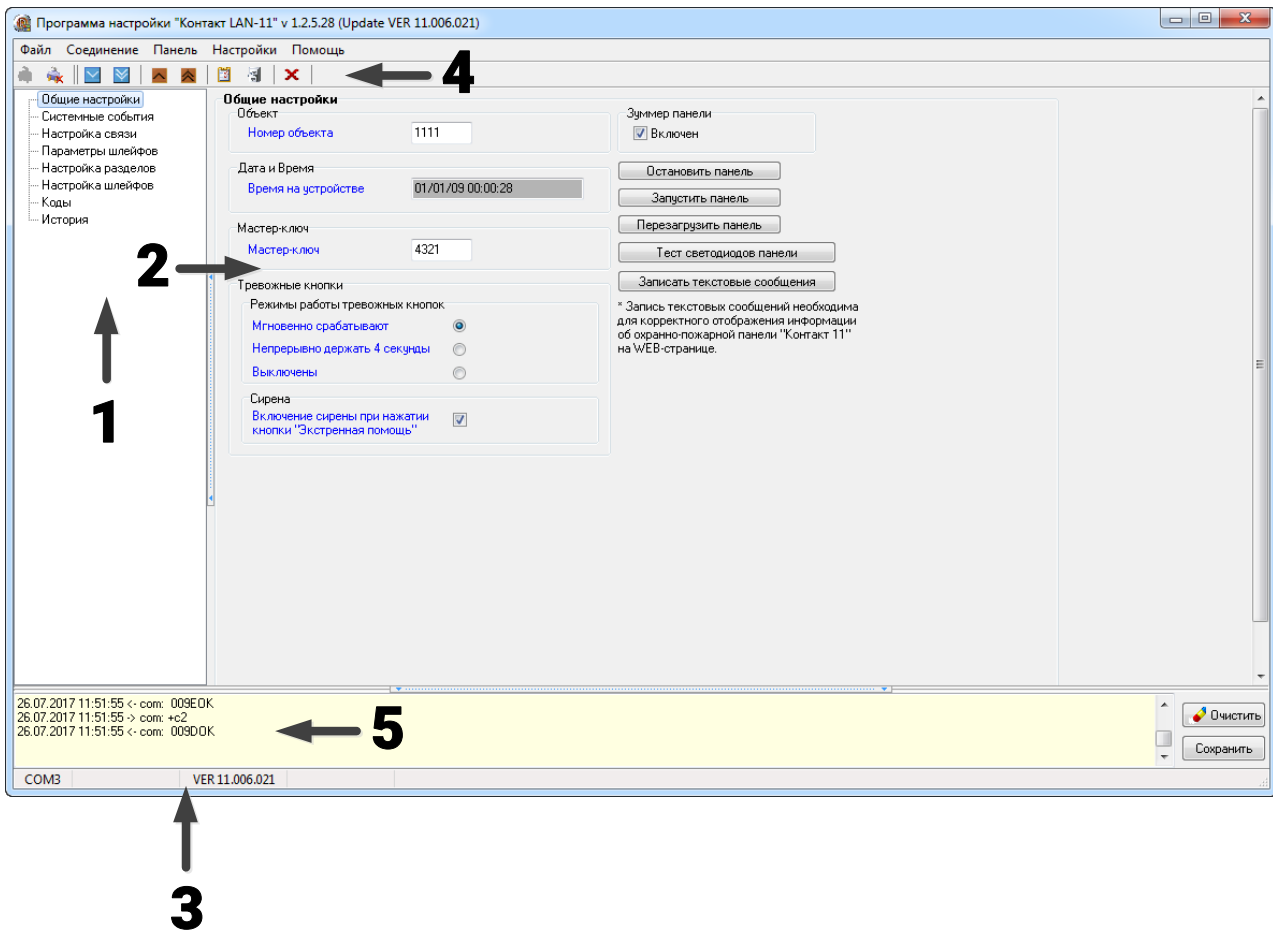 Программа настройки "Контакт LAN-11" v 1.2.5.28 (Update VER 11.006.021)
Файл Соединение Панель Настройки Помощь
4
Общие настройки
Системные события
Настройка связи
Параметры шлейфов
Настройка разделов
Настройка шлейфов
Коды
История
1
2
Общие настройки
Объект
Номер объекта 1111
Дата и Время
Время на устройстве 01/01/09 00:00:28
Мастер-ключ
Мастер-ключ 4321
Тревожные кнопки
Режимы работы тревожных кнопок
Мгновенно срабатывают
Непрерывно держать 4 секунды
Выключены
Сирена
Включение сирены при нажатии
кнопки "Экстренная помощь"
Зуммер панели
Включен
Остановить панель
Запустить панель
Перезагрузить панель
Тест светодиодов панели
Записать текстовые сообщения
* Запись текстовых сообщений необходима
для корректного отображения информации
об охранно-пожарной панели "Контакт 11"
на WEB-странице.
26.07.2017 11:51:55 <- com: 009EOK
26.07.2017 11:51:55 -> com: +c2
26.07.2017 11:51:55 <- com: 009DOK
5
Очистить
Сохранить
COM3 VER 11.006.021
3